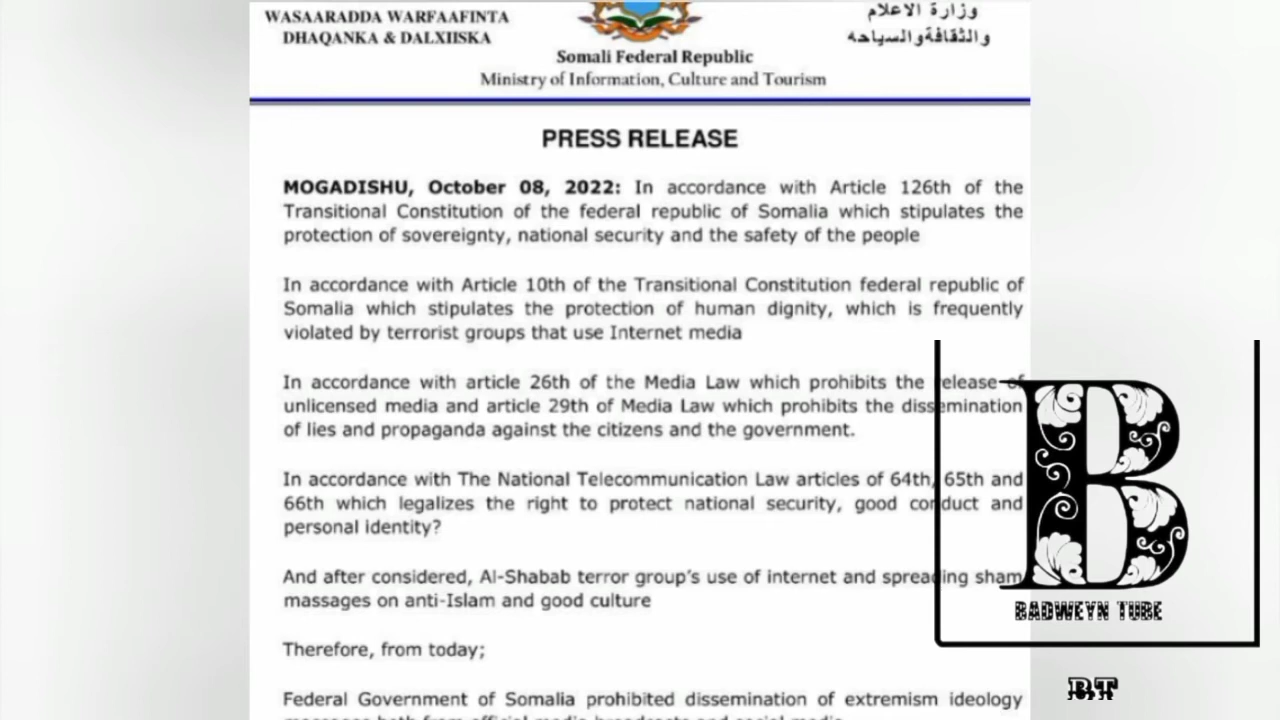 WASAARADDA WARFAAFINTA
DHAQANKA & DALXIISKA
وزارة الاعلام
والثقافةوالسياحه
Somali Federal Republic
Ministry of Information, Culture and Tourism
PRESS RELEASE
MOGADISHU, October 08, 2022: In accordance with Article 126th of the
Transitional Constitution of the federal republic of Somalia which stipulates the
protection of sovereignty, national security and the safety of the people
In accordance with Article 10th of the Transitional Constitution federal republic of
Somalia which stipulates the protection of human dignity, which is frequently
violated by terrorist groups that use Internet media
In accordance with article 26th of the Media Law which prohibits the release of
unlicensed media and article 29th of Media Law which prohibits the dissemination
of lies and propaganda against the citizens and the government.
In accordance with The National Telecommunication Law articles of 64th, 65th and
66th which legalizes the right to protect national security, good conduct and
personal identity?
And after considered, Al-Shabab terror group's use of internet and spreading sham
massages on anti-Islam and good culture
Therefore, from today;
Federal Government of Somalia prohibited dissemination of extremism ideology
B
BADWEYN TUBE
BT